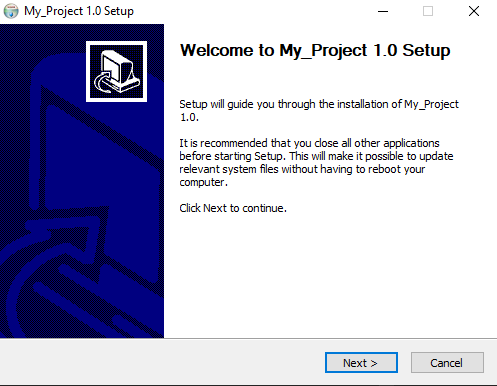 My_Project 1.0 Setup
Welcome to My_Project 1.0 Setup
Setup will guide you through the installation of My_Project
1.0.
It is recommended that you close all other applications
before starting Setup. This will make it possible to update
relevant system files without having to reboot your
computer.
Click Next to continue.
Next >
Cancel